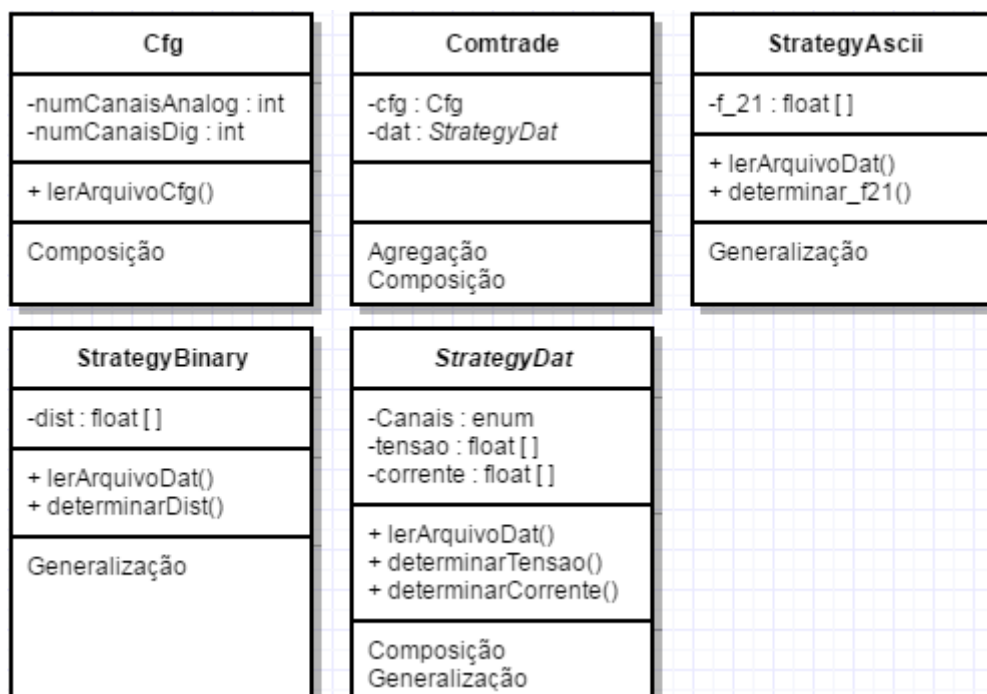 Cfg
-numCanaisAnalog : int
-numCanaisDig : int
+ lerArquivoCfg()
Composição
Comtrade
-cfg : Cfg
-dat : StrategyDat
Agregação
Composição
StrategyAscii
-f_21 : float [ ]
+ lerArquivoDat()
+ determinar_f21()
Generalização
StrategyBinary
-dist : float [ ]
+ lerArquivoDat()
+ determinarDist()
Generalização
StrategyDat
-Canais : enum
-tensao : float [ ]
-corrente : float [ ]
+ lerArquivoDat()
+ determinarTensao()
+ determinarCorrente()
Composição
Generalização